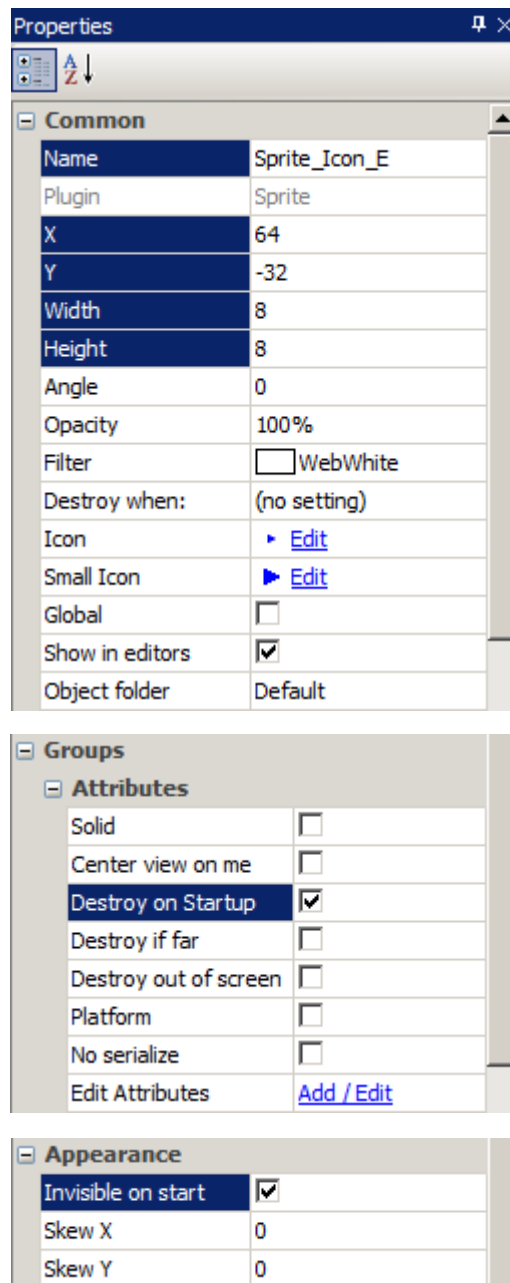 Properties
A Z
Common
Name Sprite_Icon_E
Plugin Sprite
X 64
Y -32
Width 8
Height 8
Angle 0
Opacity 100%
Filter WebWhite
Destroy when: (no setting)
Icon Edit
Small Icon Edit
Global
Show in editors
Object folder Default
Groups
Attributes
Solid
Center view on me
Destroy on Startup
Destroy if far
Destroy out of screen
Platform
No serialize
Edit Attributes Add / Edit
Appearance
Invisible on start
Skew X 0
Skew Y 0